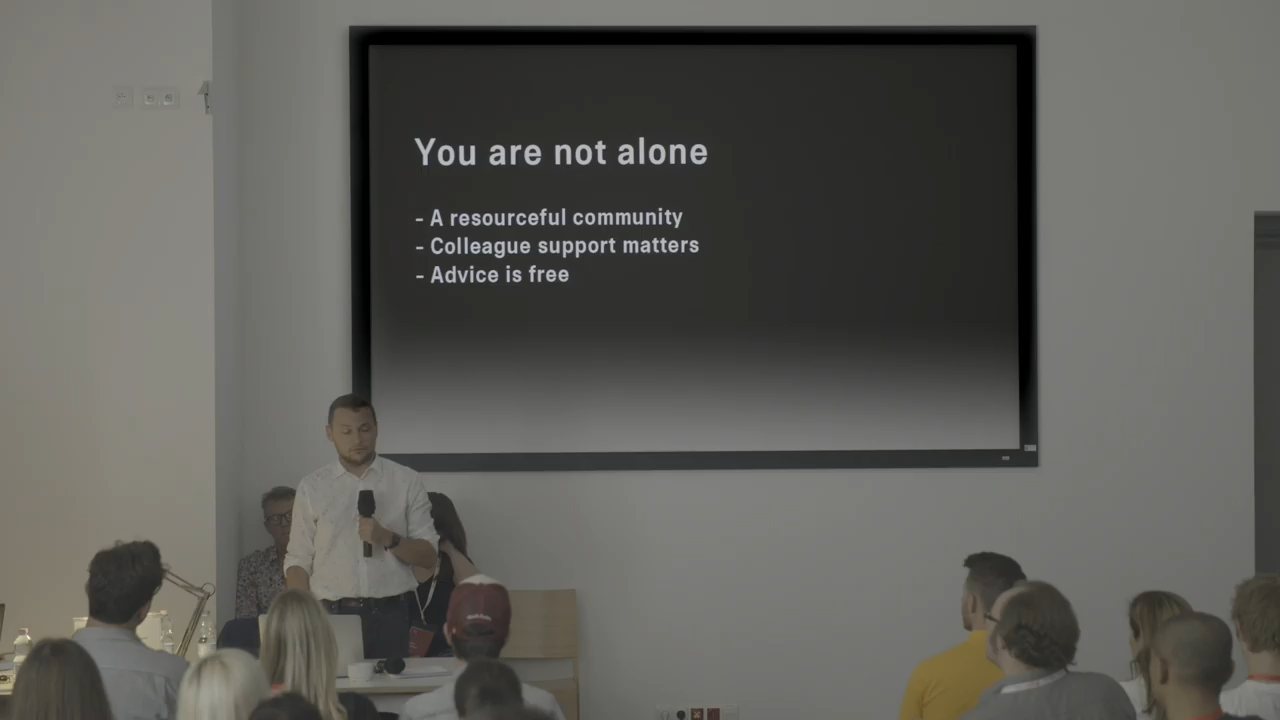 You are not alone
- A resourceful community
- Colleague support matters
- Advice is free